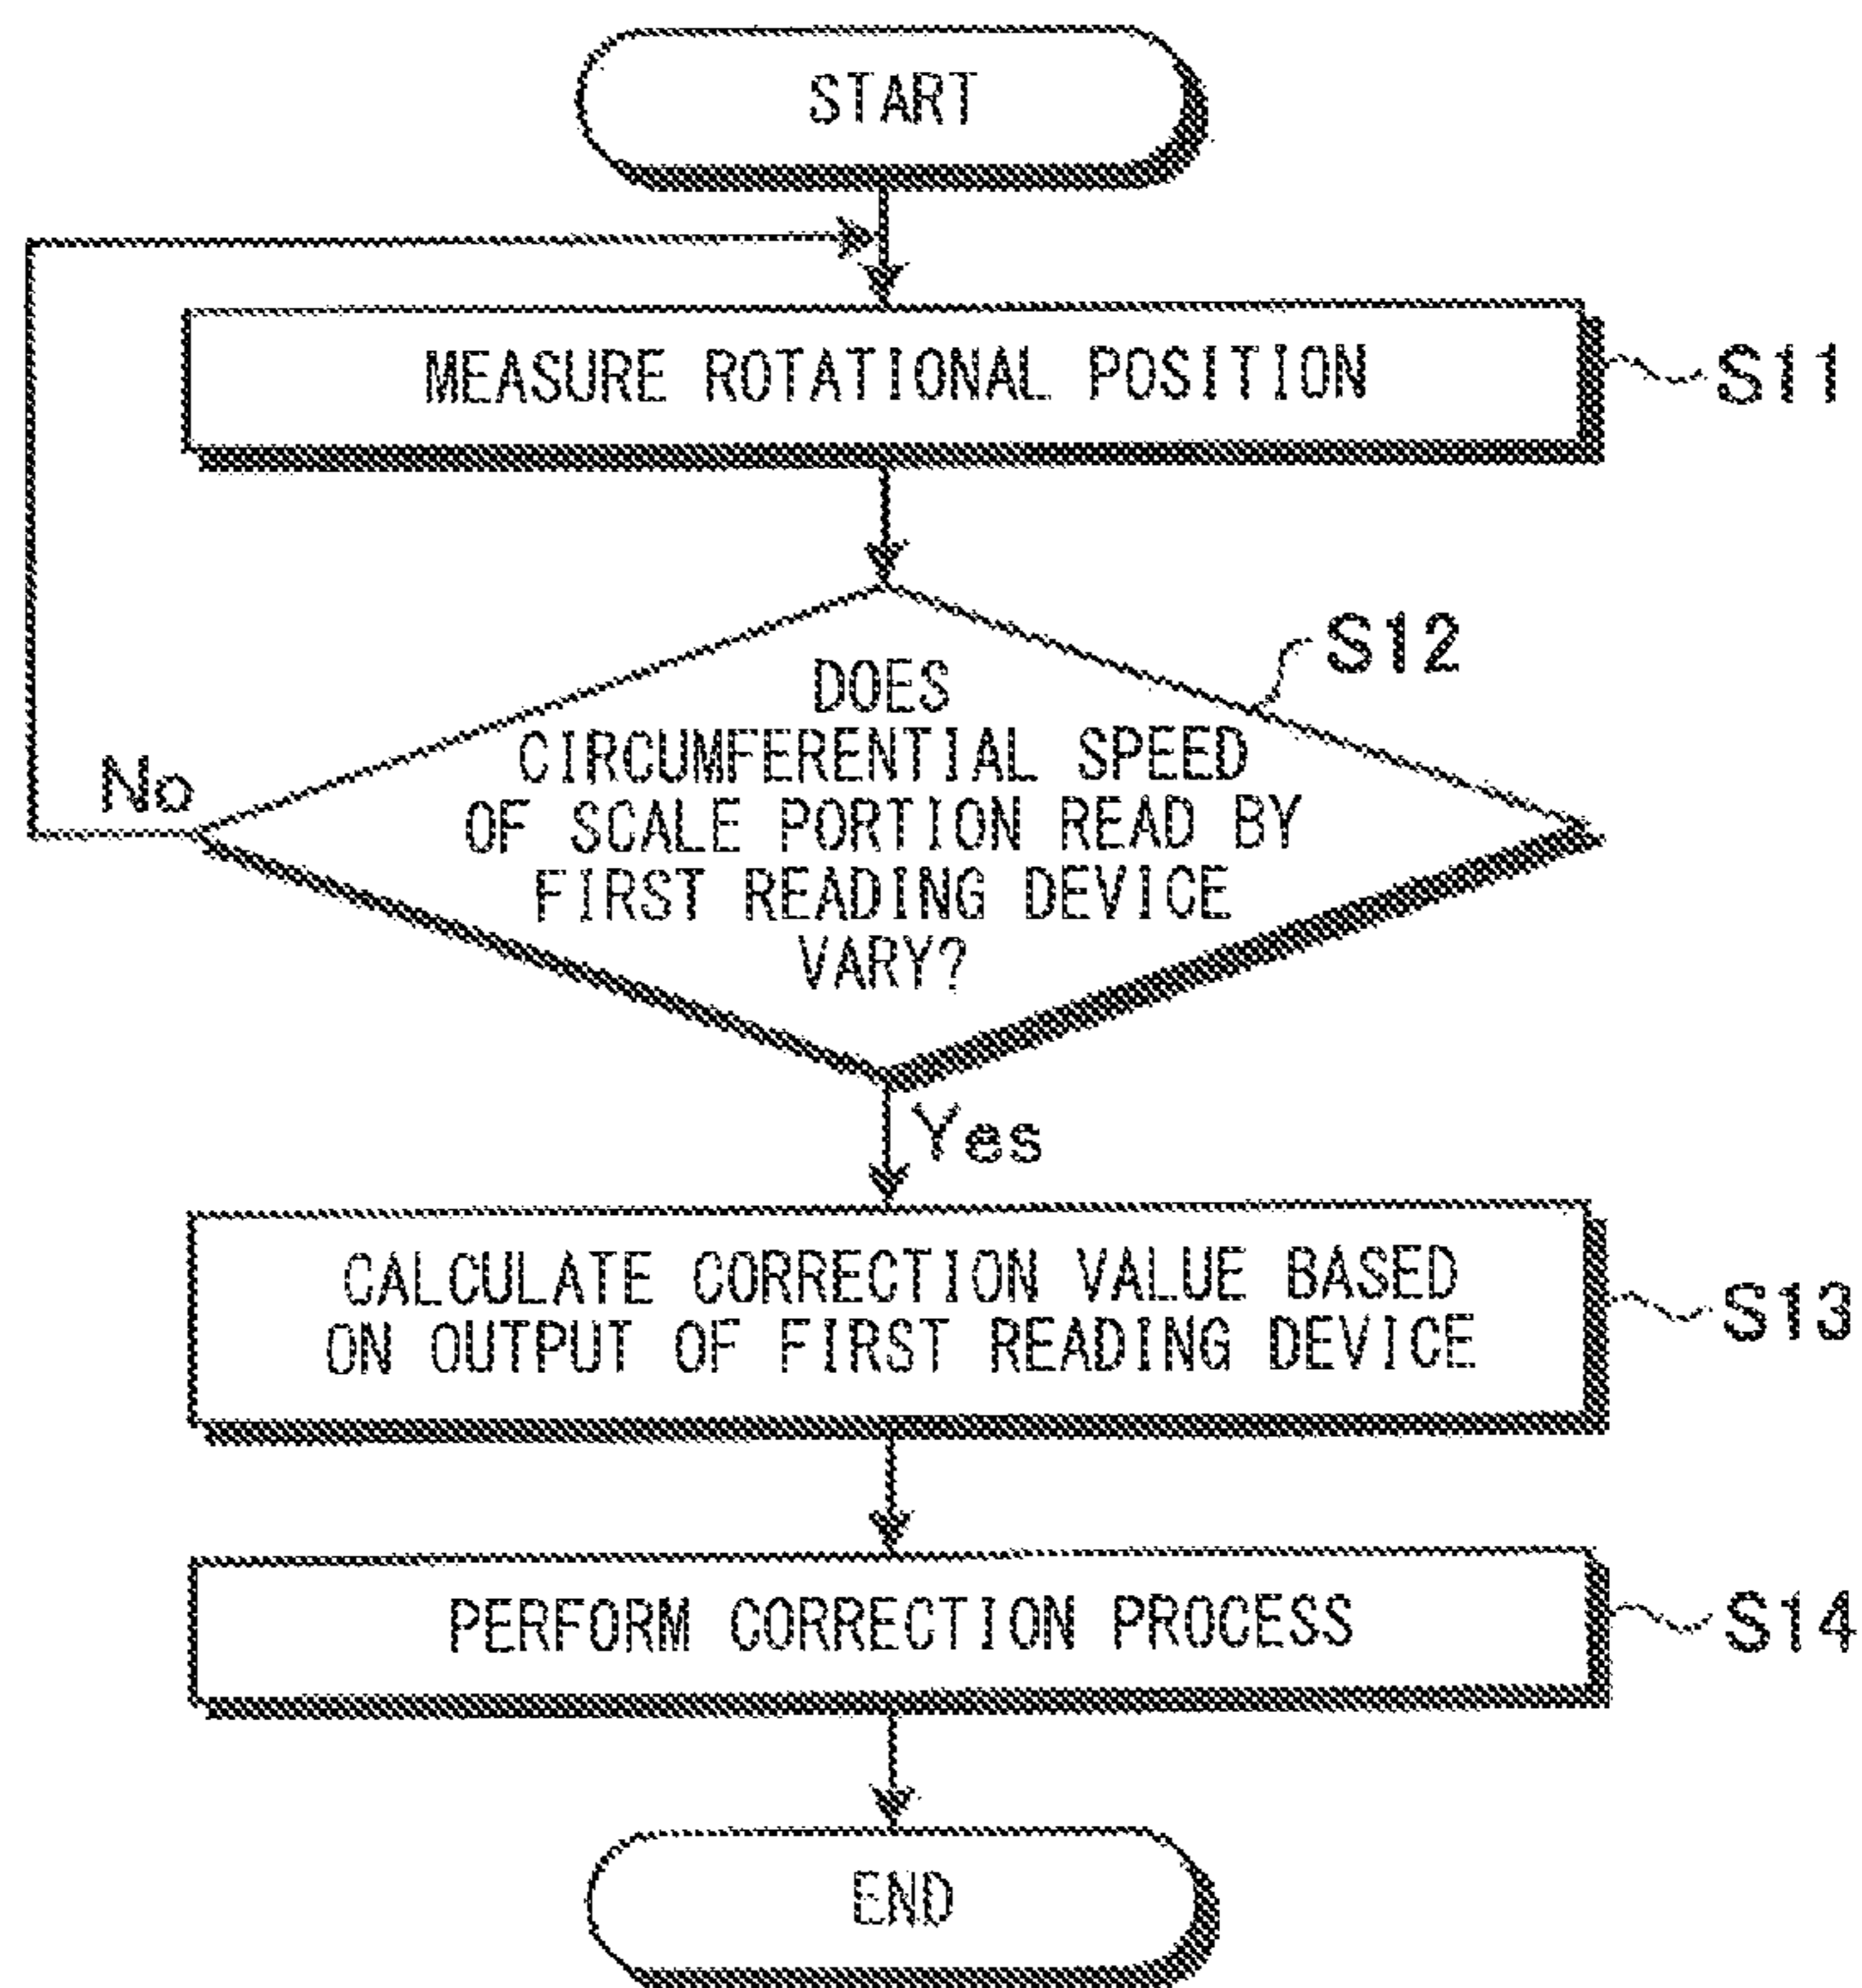 START
MEASURE ROTATIONAL POSITION
S11
S12
DOES
CIRCUMFERENTIAL SPEED
OF SCALE PORTION READ BY
FIRST READING DEVICE
VARY?
No
Yes
CALCULATE CORRECTION VALUE BASED
ON OUTPUT OF FIRST READING DEVICE
S13
PERFORM CORRECTION PROCESS
S14
END